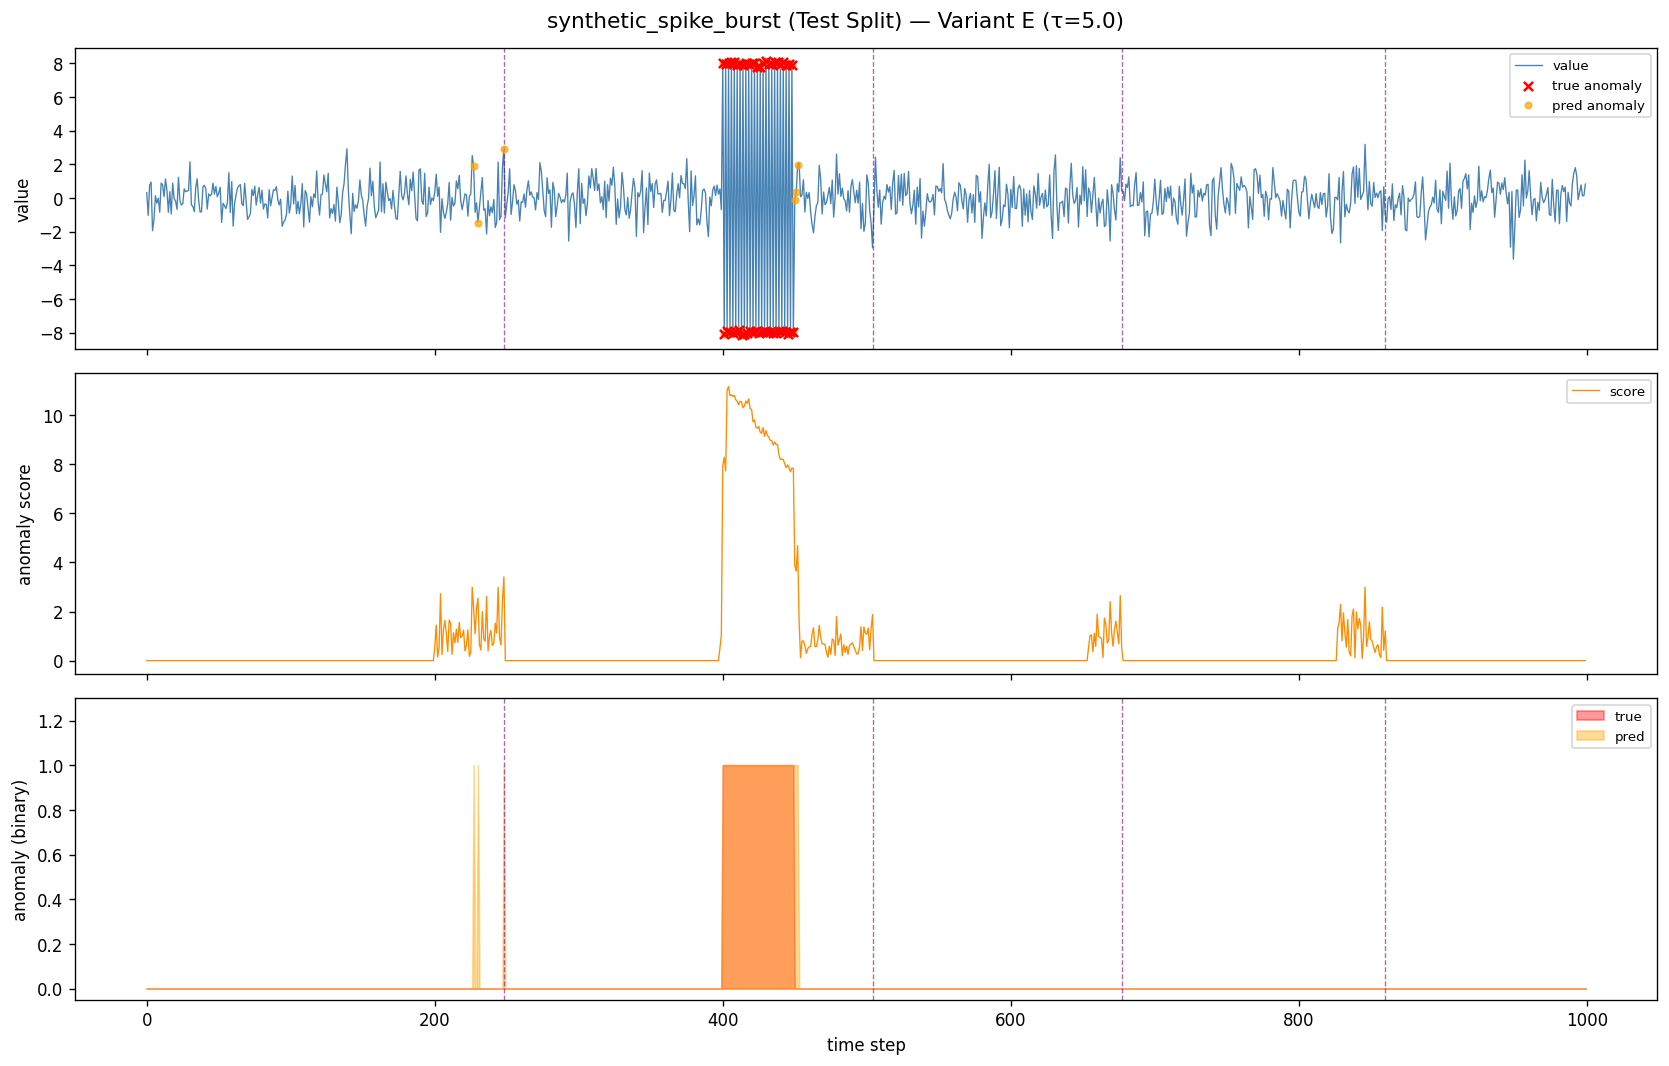 synthetic_spike_burst (Test Split) — Variant E (τ=5.0)
value
8
6
4
2
0
−2
−4
−6
−8
value
true anomaly
pred anomaly
anomaly score
10
8
6
4
2
0
score
anomaly (binary)
1.2
1.0
0.8
0.6
0.4
0.2
0.0
true
pred
0 200 400 600 800 1000
time step